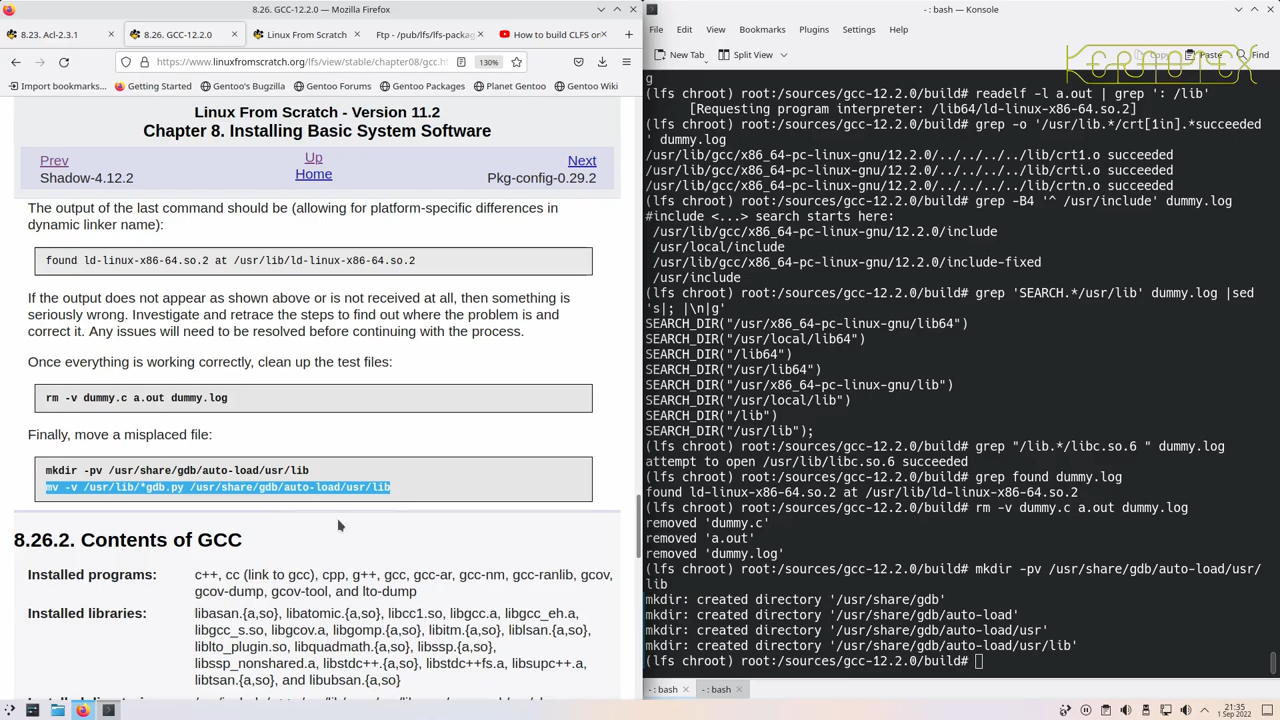 8.26. GCC-12.2.0 — Mozilla Firefox
8.23. Acl-2.3.1
8.26. GCC-12.2.0
Linux From Scratch
Ftp - /pub/lfs/lfs-packag
How to build CLFS on
https://www.linuxfromscratch.org/lfs/view/stable/chapter08/gcc.h
Import bookmarks...
Getting Started
Gentoo's Bugzilla
Gentoo Forums
Gentoo Packages
Planet Gentoo
Gentoo Wiki
Linux From Scratch - Version 11.2
Chapter 8. Installing Basic System Software
Prev
Up
Next
Shadow-4.12.2
Home
Pkg-config-0.29.2
The output of the last command should be (allowing for platform-specific differences in
dynamic linker name):
found ld-linux-x86-64.so.2 at /usr/lib/ld-linux-x86-64.so.2
If the output does not appear as shown above or is not received at all, then something is
seriously wrong. Investigate and retrace the steps to find out where the problem is and
correct it. Any issues will need to be resolved before continuing with the process.
Once everything is working correctly, clean up the test files:
rm -v dummy.c a.out dummy.log
Finally, move a misplaced file:
mkdir -pv /usr/share/gdb/auto-load/usr/lib
mv -v /usr/lib/*gdb.py /usr/share/gdb/auto-load/usr/lib
8.26.2. Contents of GCC
Installed programs: c++, cc (link to gcc), cpp, g++, gcc, gcc-ar, gcc-nm, gcc-ranlib, gcov,
gcov-dump, gcov-tool, and lto-dump
Installed libraries: libasan.{a,so}, libatomic.{a,so}, libcc1.so, libgcc.a, libgcc_eh.a,
libgcc_s.so, libgcov.a, libgomp.{a,so}, libitm.{a,so}, liblsan.{a,so},
liblto_plugin.so, libquadmath.{a,so}, libssp.{a,so},
libssp_nonshared.a, libstdc++.{a,so}, libstdc++fs.a, libsupc++.a,
libtsan.{a,so}, and libubsan.{a,so}
- : bash — Konsole
File Edit View Bookmarks Plugins Settings Help
New Tab Split View Copy Paste Find
KERNOTEX
g
(lfs chroot) root:/sources/gcc-12.2.0/build# readelf -l a.out | grep ': /lib'
[Requesting program interpreter: /lib64/ld-linux-x86-64.so.2]
(lfs chroot) root:/sources/gcc-12.2.0/build# grep -o '/usr/lib.*/crt[1in].*succeeded
' dummy.log
/usr/lib/gcc/x86_64-pc-linux-gnu/12.2.0/../../../../lib/crt1.o succeeded
/usr/lib/gcc/x86_64-pc-linux-gnu/12.2.0/../../../../lib/crti.o succeeded
/usr/lib/gcc/x86_64-pc-linux-gnu/12.2.0/../../../../lib/crtn.o succeeded
(lfs chroot) root:/sources/gcc-12.2.0/build# grep -B4 '^ /usr/include' dummy.log
#include <...> search starts here:
/usr/lib/gcc/x86_64-pc-linux-gnu/12.2.0/include
/usr/local/include
/usr/lib/gcc/x86_64-pc-linux-gnu/12.2.0/include-fixed
/usr/include
(lfs chroot) root:/sources/gcc-12.2.0/build# grep 'SEARCH.*/usr/lib' dummy.log |sed
's|; |\n|g'
SEARCH_DIR("/usr/x86_64-pc-linux-gnu/lib64")
SEARCH_DIR("/usr/local/lib64")
SEARCH_DIR("/lib64")
SEARCH_DIR("/usr/lib64")
SEARCH_DIR("/usr/x86_64-pc-linux-gnu/lib")
SEARCH_DIR("/usr/local/lib")
SEARCH_DIR("/lib")
SEARCH_DIR("/usr/lib");
(lfs chroot) root:/sources/gcc-12.2.0/build# grep "/lib.*/libc.so.6 " dummy.log
attempt to open /usr/lib/libc.so.6 succeeded
(lfs chroot) root:/sources/gcc-12.2.0/build# grep found dummy.log
found ld-linux-x86-64.so.2 at /usr/lib/ld-linux-x86-64.so.2
(lfs chroot) root:/sources/gcc-12.2.0/build# rm -v dummy.c a.out dummy.log
removed 'dummy.c'
removed 'a.out'
removed 'dummy.log'
(lfs chroot) root:/sources/gcc-12.2.0/build# mkdir -pv /usr/share/gdb/auto-load/usr/
lib
mkdir: created directory '/usr/share/gdb'
mkdir: created directory '/usr/share/gdb/auto-load'
mkdir: created directory '/usr/share/gdb/auto-load/usr'
mkdir: created directory '/usr/share/gdb/auto-load/usr/lib'
(lfs chroot) root:/sources/gcc-12.2.0/build#
- : bash
- : bash
21:35
1 Sep 2022